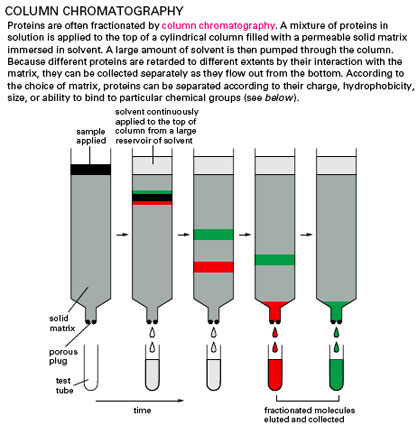 COLUMN CHROMATOGRAPHY
Proteins are often fractionated by column chromatography. A mixture of proteins in
solution is applied to the top of a cylindrical column filled with a permeable solid matrix
immersed in solvent. A large amount of solvent is then pumped through the column.
Because different proteins are retarded to different extents by their interaction with the
matrix, they can be collected separately as they flow out from the bottom. According to
the choice of matrix, proteins can be separated according to their charge, hydrophobicity,
size, or ability to bind to particular chemical groups (see below).
sample
applied
solvent continuously
applied to the top of
column from a large
reservoir of solvent
solid
matrix
porous
plug
test
tube
time
fractionated molecules
eluted and collected